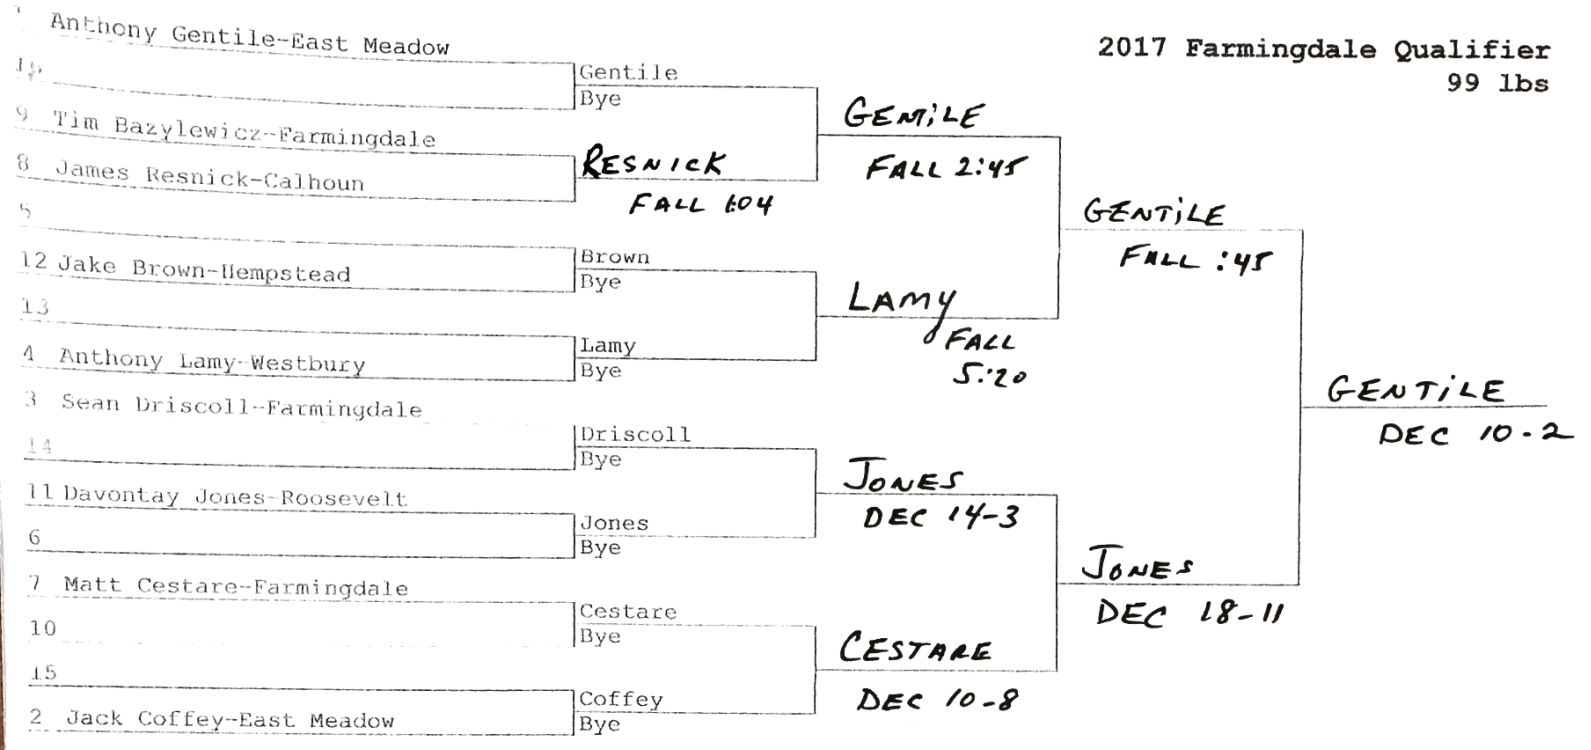 1 Anthony Gentile-East Meadow
2017 Farmingdale Qualifier
99 lbs
16
Gentile
Bye
9 Tim Bazylewicz-Farmingdale
8 James Resnick-Calhoun
RESNICK
FALL 1:04
GENTILE
FALL 2:45
5
12 Jake Brown-Hempstead
Brown
Bye
13
4 Anthony Lamy-Westbury
Lamy
Bye
LAMY
FALL
5:20
GENTILE
FALL :45
3 Sean Driscoll-Farmingdale
14
Driscoll
Bye
11 Davontay Jones-Roosevelt
6
Jones
Bye
JONES
DEC 14-3
7 Matt Cestare-Farmingdale
10
Cestare
Bye
15
2 Jack Coffey-East Meadow
Coffey
Bye
CESTARE
DEC 10-8
JONES
DEC 18-11
GENTILE
DEC 10-2